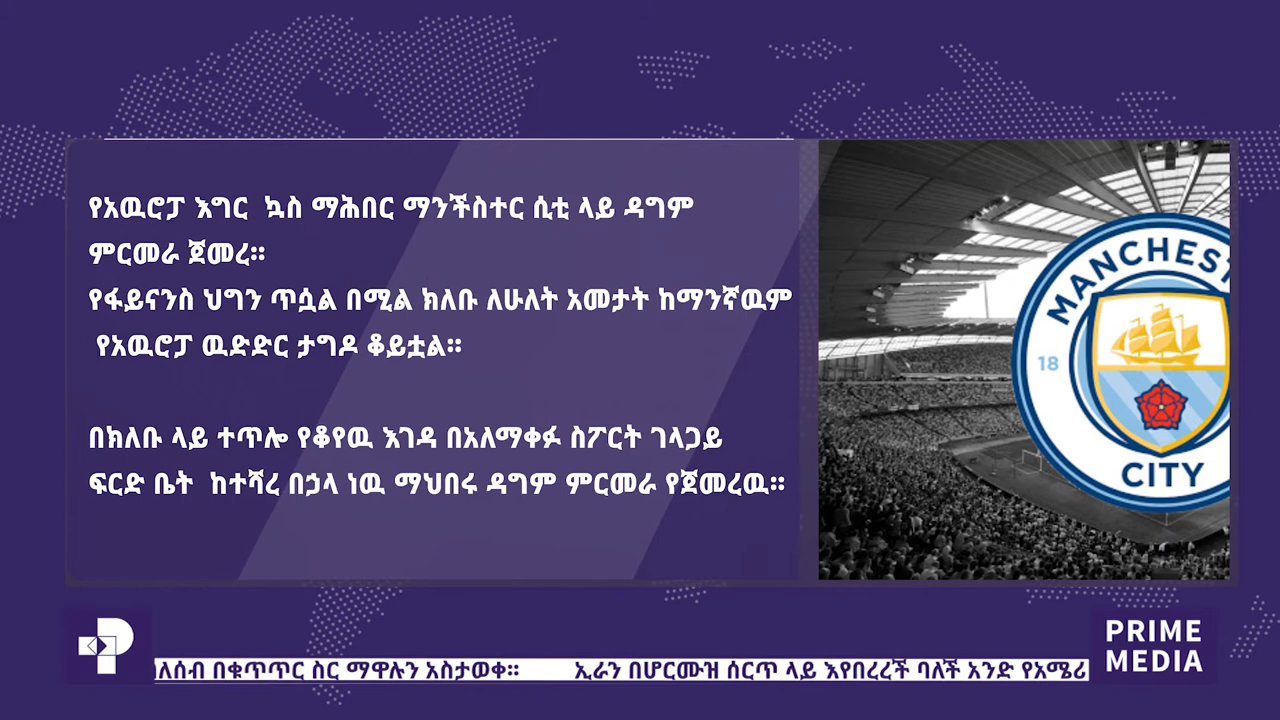 የአዉሮፓ እግር ኳስ ማሕበር ማንችስተር ሲቲ ላይ ዳግም
ምርመራ ጀመረ፡፡
የፋይናንስ ህግን ጥሷል በሚል ክለቡ ለሁለት አመታት ከማንኛዉም
የአዉሮፓ ዉድድር ታግዶ ቆይቷል፡፡
በክለቡ ላይ ተጥሎ የቆየዉ እገዳ በአለማቀፉ ስፖርት ገላጋይ
ፍርድ ቤት ከተሻረ በኃላ ነዉ ማህበሩ ዳግም ምርመራ የጀመረዉ፡፡
MANCHEST
18
CITY
በቁጥጥር ስር ማዋሉን አስታወቀ፡፡ ኢራን በሆርሙዝ ሰርጥ ላይ እየበረረች ባለች አንድ የአሜሪ
PRIME
MEDIA